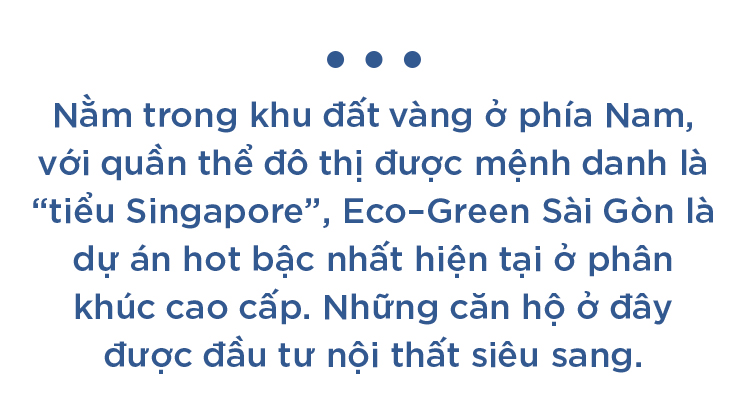 Nằm trong khu đất vàng ở phía Nam,
với quần thể đô thị được mệnh danh là
“tiểu Singapore”, Eco–Green Sài Gòn là
dự án hot bậc nhất hiện tại ở phân
khúc cao cấp. Những căn hộ ở đây
được đầu tư nội thất siêu sang.